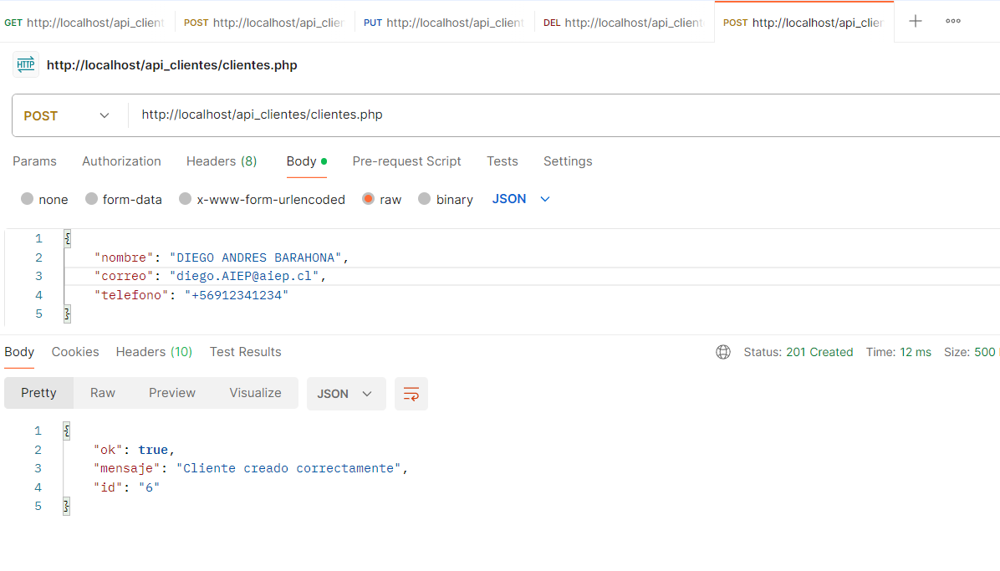 GET http://localhost/api_client POST http://localhost/api_clier PUT http://localhost/api_client DEL http://localhost/api_cliente POST http://localhost/api_clier
HTTP http://localhost/api_clientes/clientes.php
POST http://localhost/api_clientes/clientes.php
Params Authorization Headers (8) Body Pre-request Script Tests Settings
none form-data x-www-form-urlencoded raw binary JSON
1 {
2 "nombre": "DIEGO ANDRES BARAHONA",
3 "correo": "diego.AIEP@aiep.cl",
4 "telefono": "+56912341234"
5 }
Body Cookies Headers (10) Test Results Status: 201 Created Time: 12 ms Size: 500
Pretty Raw Preview Visualize JSON
1 {
2 "ok": true,
3 "mensaje": "Cliente creado correctamente",
4 "id": "6"
5 }